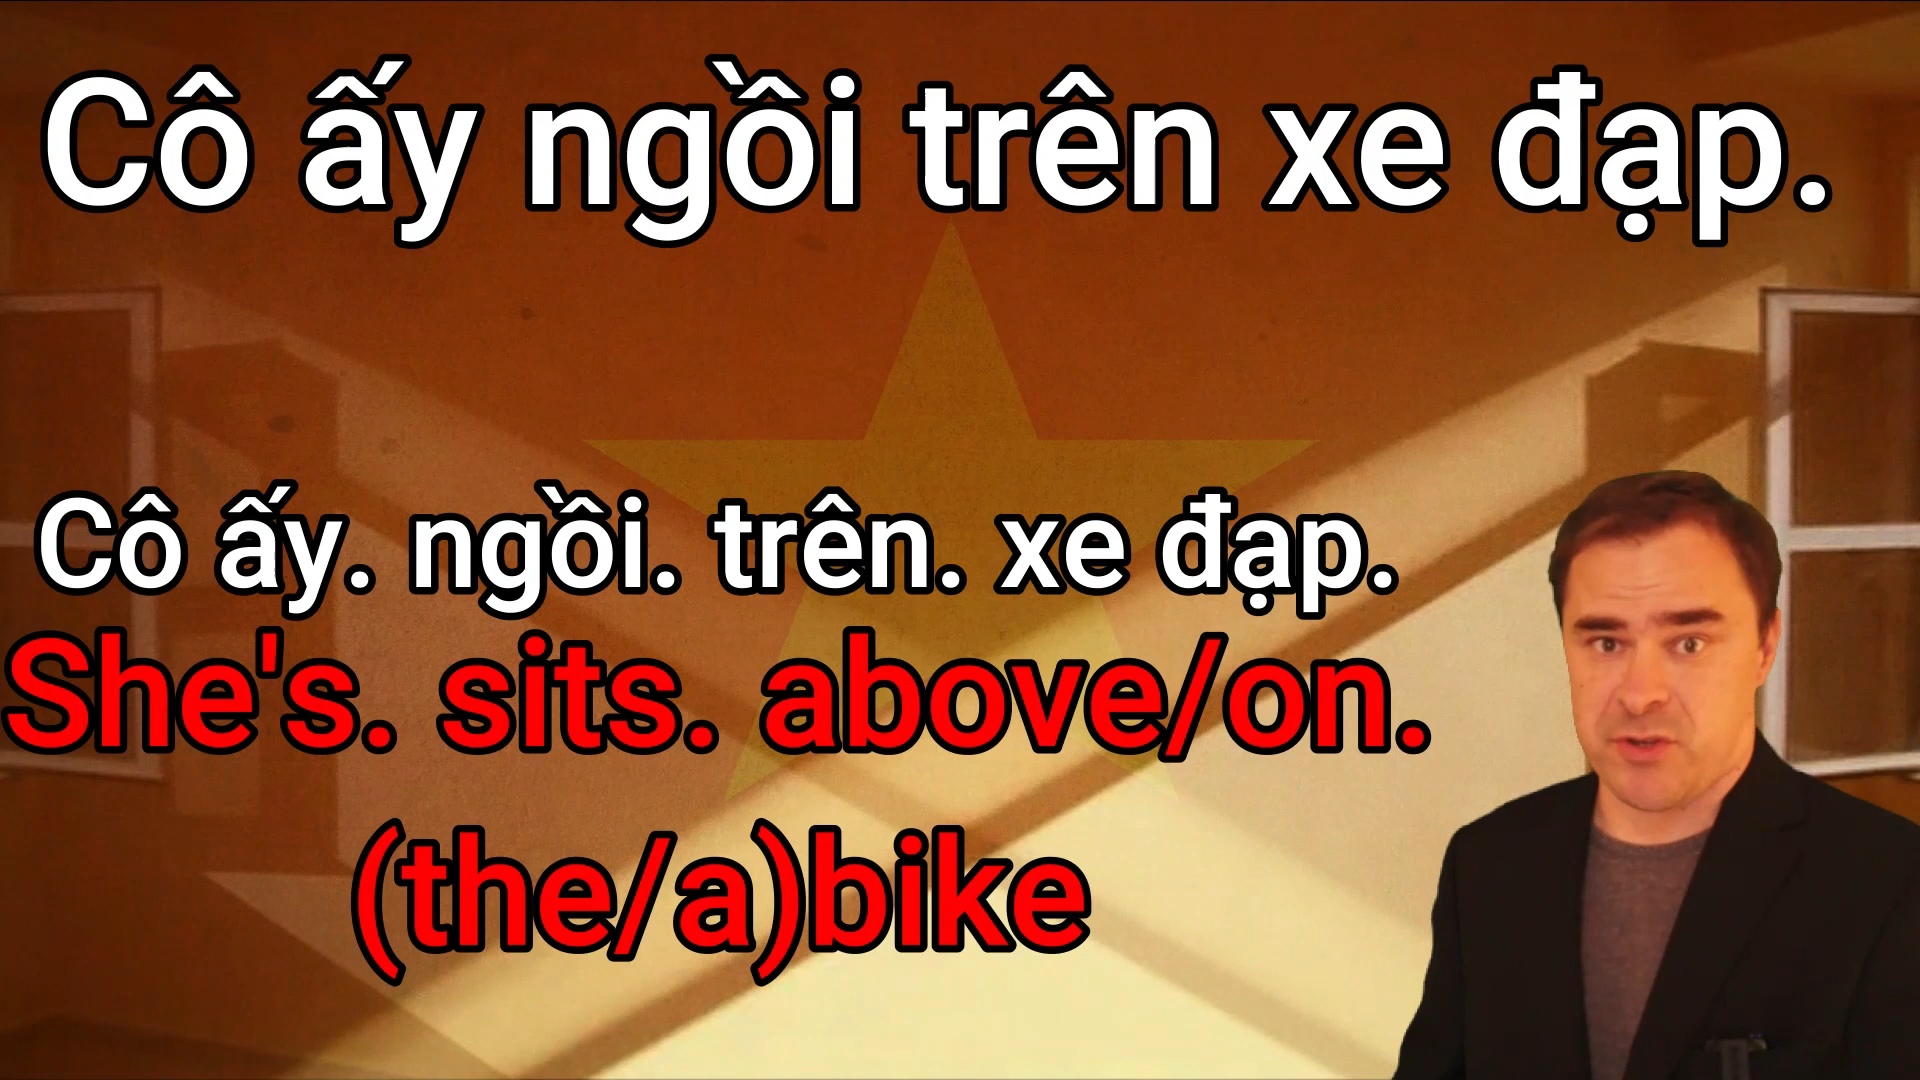 Cô ấy ngồi trên xe đạp.
Cô ấy. ngồi. trên. xe đạp.
She's. sits. above/on.
(the/a)bike